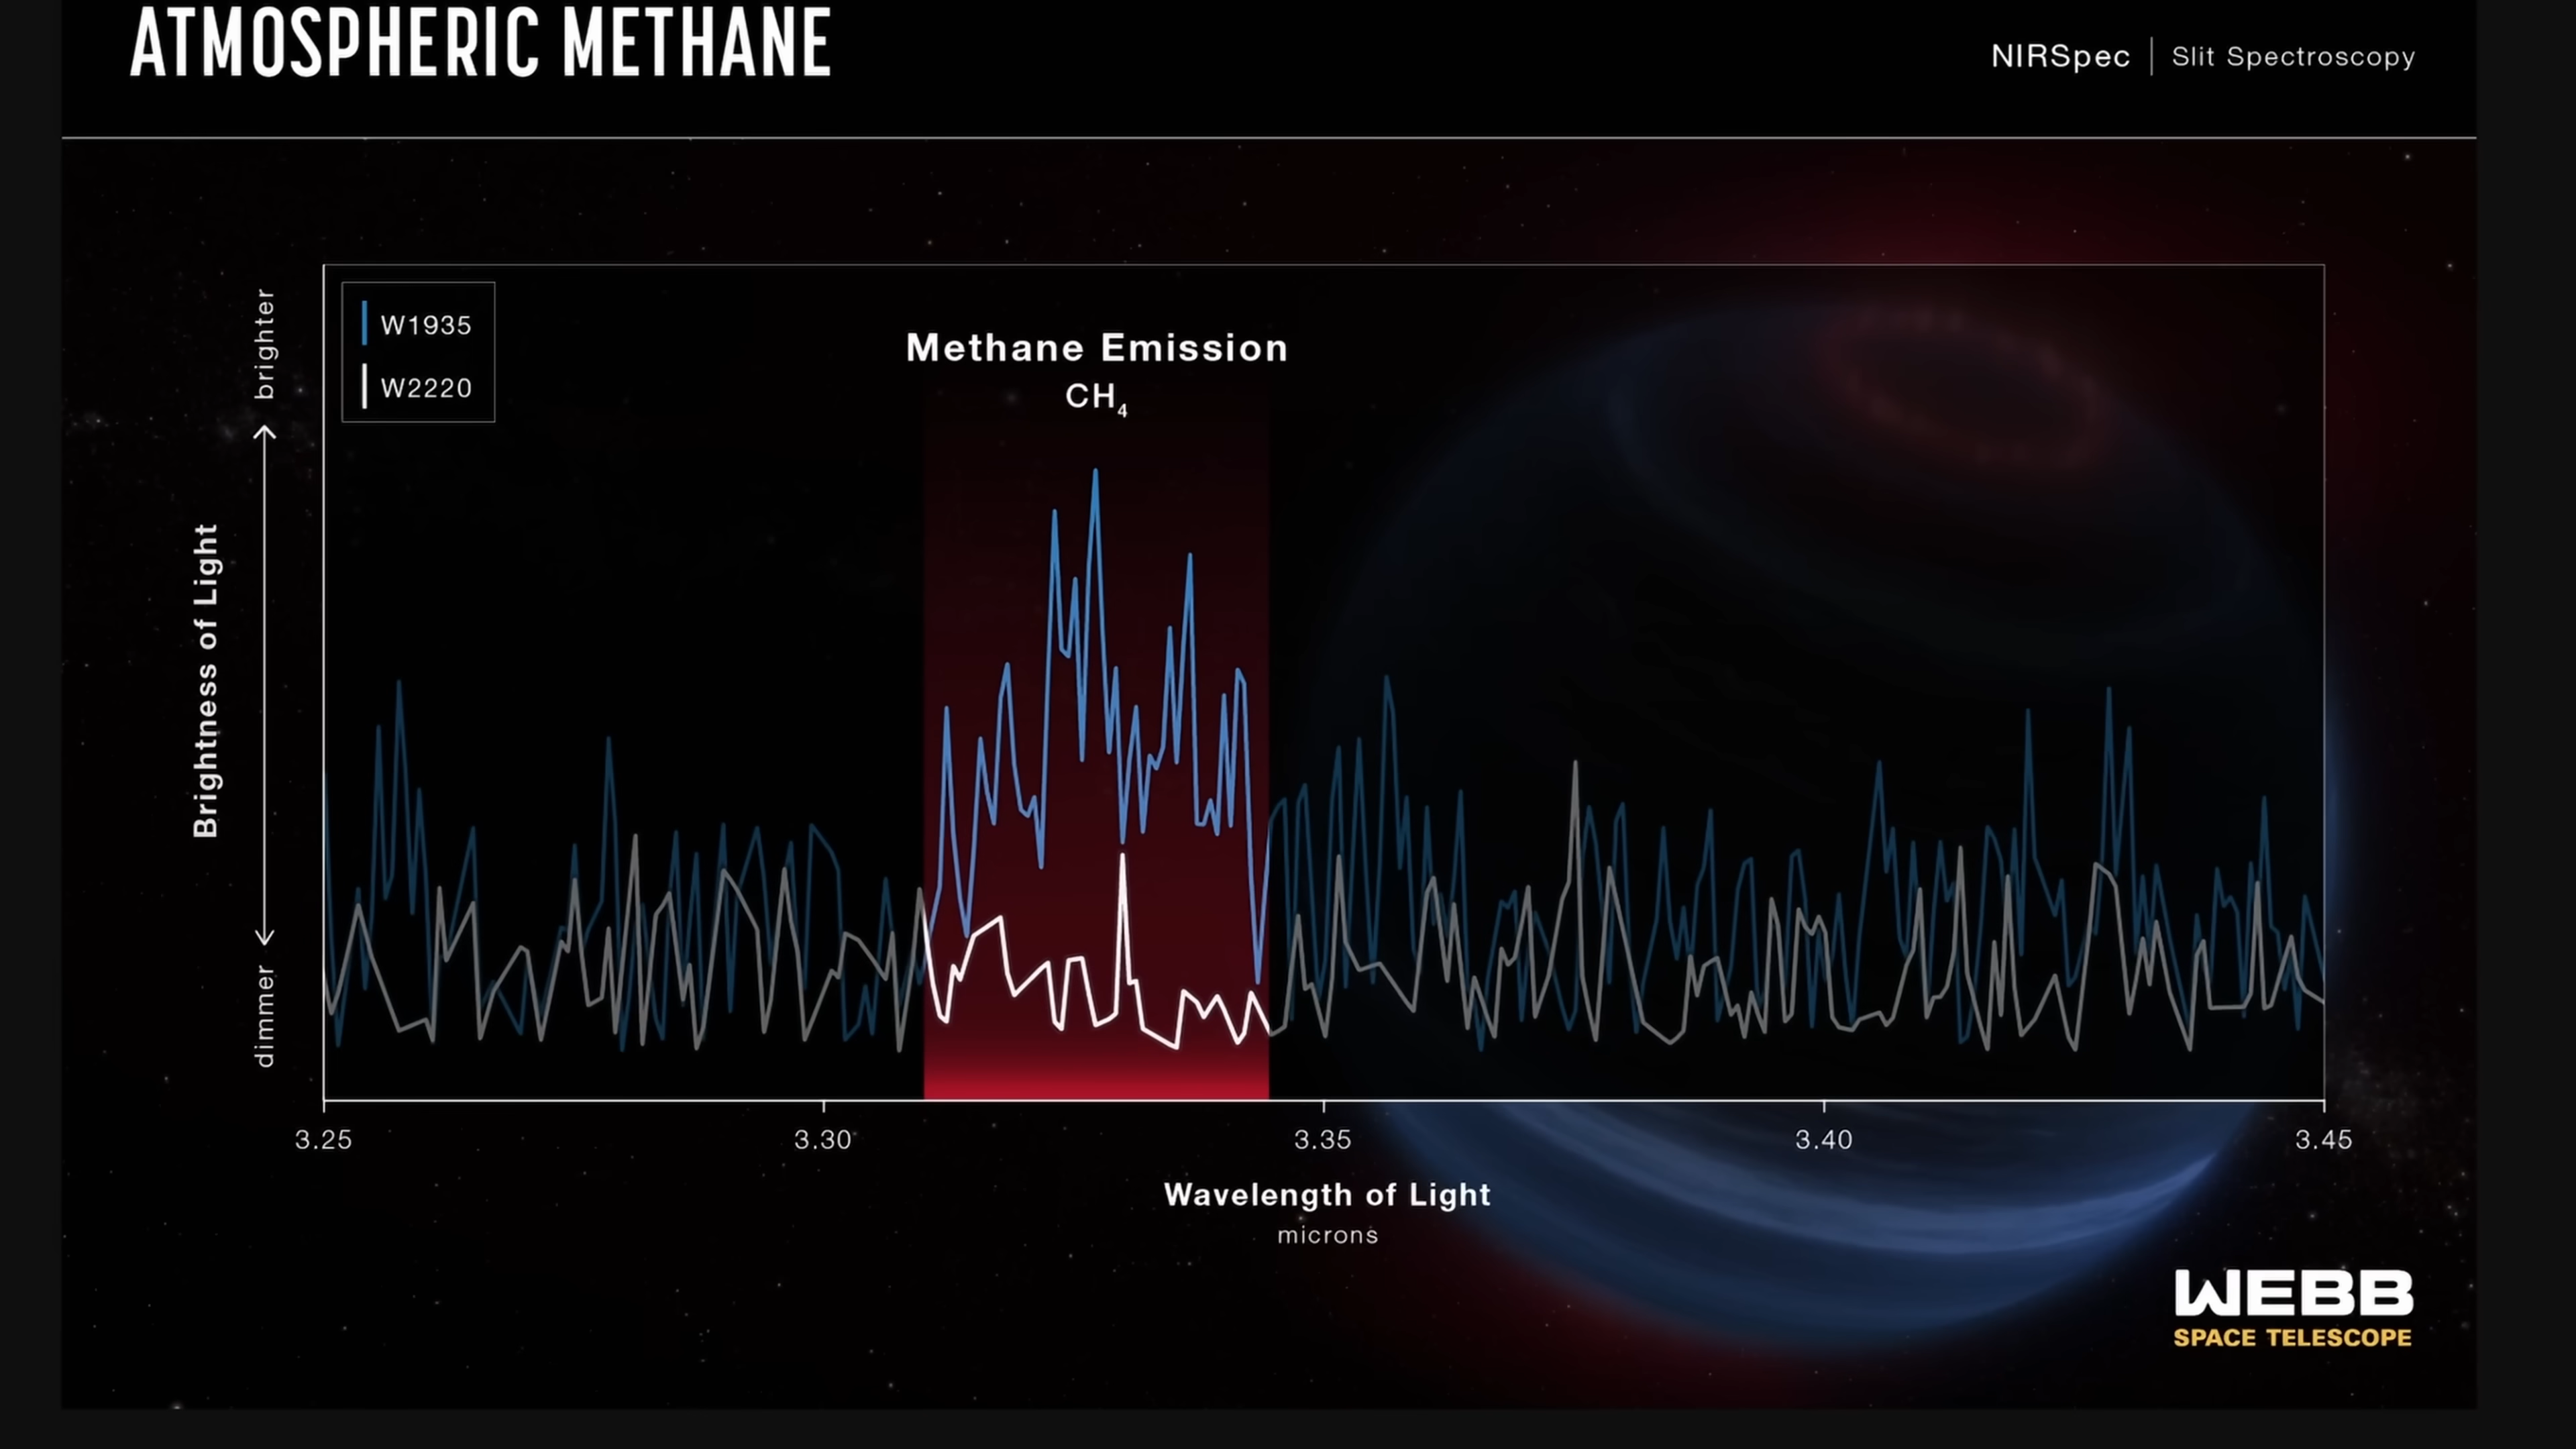 ATMOSPHERIC METHANE
NIRSpec | Slit Spectroscopy
W1935
W2220
Methane Emission
CH₄
brighter
Brightness of Light
dimmer
3.25 3.30 3.35 3.40 3.45
Wavelength of Light
microns
WEBB
SPACE TELESCOPE